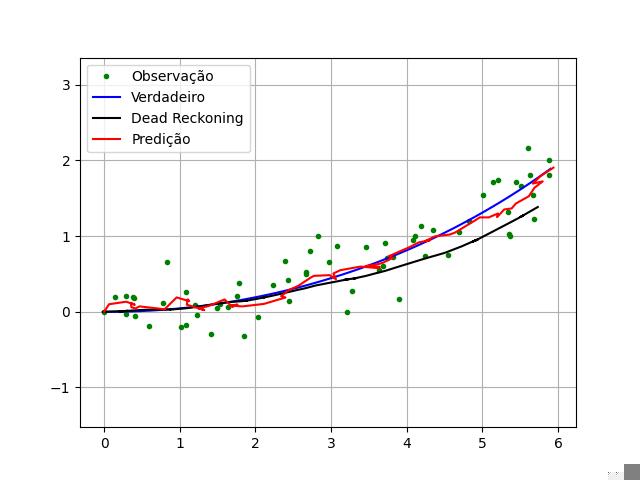 Observação
Verdadeiro
Dead Reckoning
Predição
3
2
1
0
−1
0 1 2 3 4 5 6